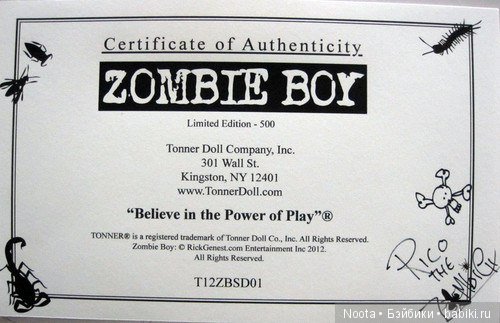 Certificate of Authenticity
ZOMBIE BOY
Limited Edition - 500
Tonner Doll Company, Inc.
301 Wall St.
Kingston, NY 12401
www.TonnerDoll.com
“Believe in the Power of Play”®
TONNER® is a registered trademark of Tonner Doll Co., Inc. All Rights Reserved.
Zombie Boy: © RickGenest.com Entertainment Inc 2012.
All Rights Reserved.
T12ZBSD01
RICO
THE
Noota • Бэйбики • babiki.ru